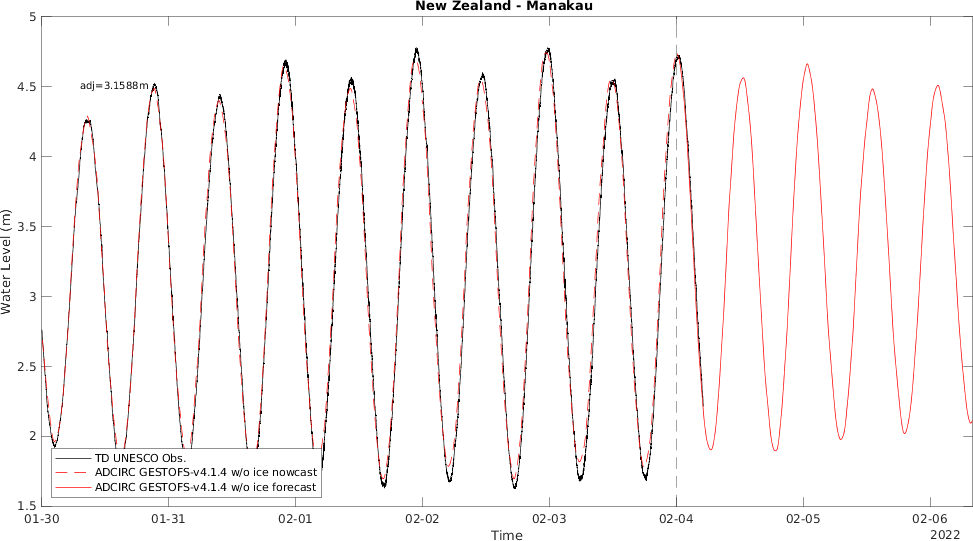 New Zealand - Manakau
5
4.5
4
3.5
3
2.5
2
1.5
Water Level (m)
adj=3.1588m
TD UNESCO Obs.
ADCIRC GESTOFS-v4.1.4 w/o ice nowcast
ADCIRC GESTOFS-v4.1.4 w/o ice forecast
01-30 01-31 02-01 02-02 02-03 02-04 02-05 02-06
Time
2022